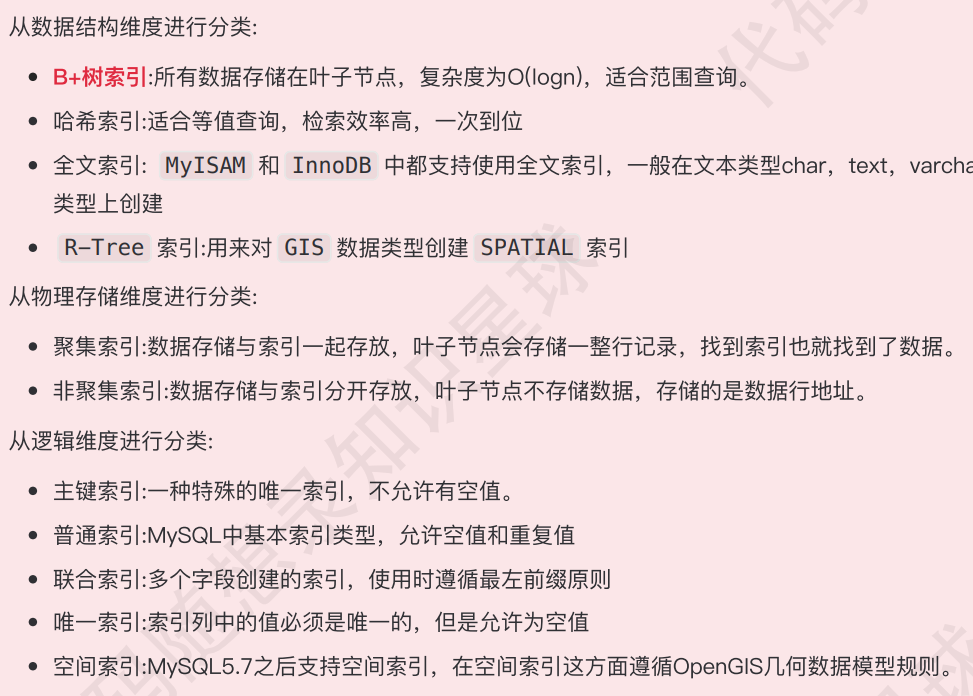 从数据结构维度进行分类:
B+树索引:所有数据存储在叶子节点，复杂度为O(logn)，适合范围查询。
哈希索引:适合等值查询，检索效率高，一次到位
全文索引: MyISAM 和 InnoDB 中都支持使用全文索引，一般在文本类型char，text，varcha
类型上创建
R-Tree 索引:用来对 GIS 数据类型创建 SPATIAL 索引
从物理存储维度进行分类:
聚集索引:数据存储与索引一起存放，叶子节点会存储一整行记录，找到索引也就找到了数据。
非聚集索引:数据存储与索引分开存放，叶子节点不存储数据，存储的是数据行地址。
从逻辑维度进行分类:
主键索引:一种特殊的唯一索引，不允许有空值。
普通索引:MySQL中基本索引类型，允许空值和重复值
联合索引:多个字段创建的索引，使用时遵循最左前缀原则
唯一索引:索引列中的值必须是唯一的，但是允许为空值
空间索引:MySQL5.7之后支持空间索引，在空间索引这方面遵循OpenGIS几何数据模型规则。
代码
码随想录知识星球